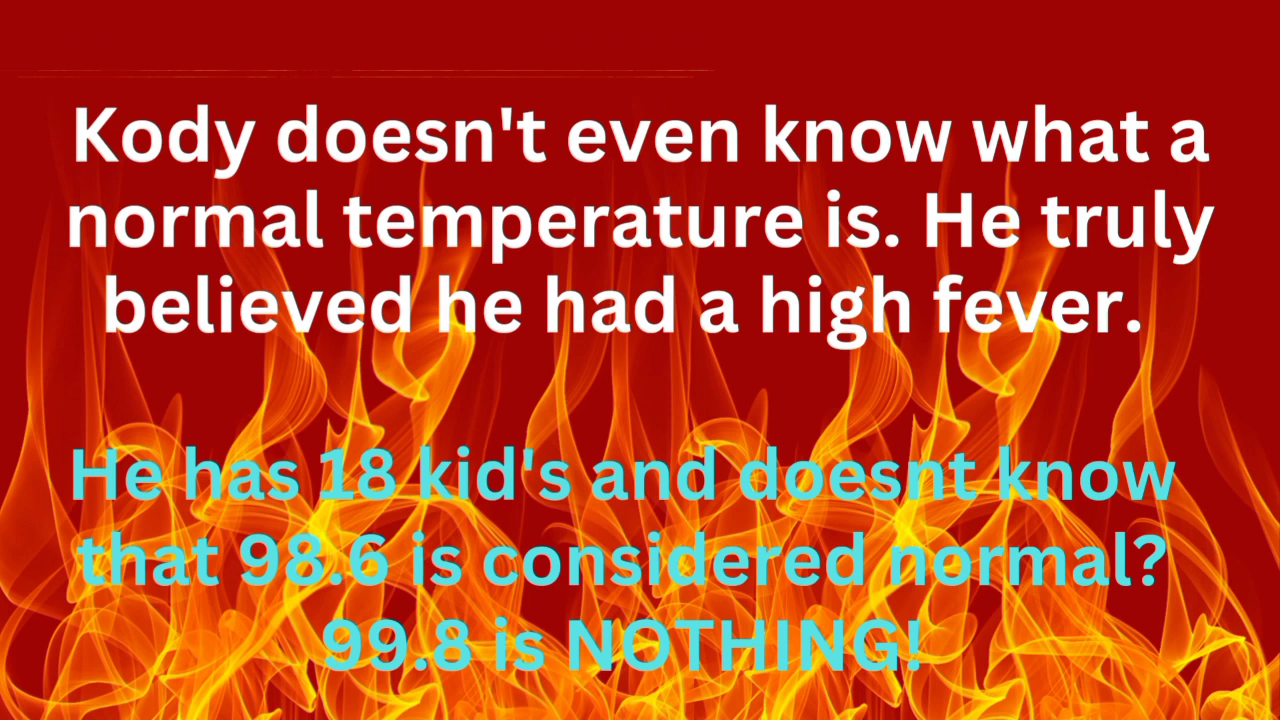 Kody doesn't even know what a
normal temperature is. He truly
believed he had a high fever.
He has 18 kid's and doesnt know
that 98.6 is considered normal?
99.8 is NOTHING!